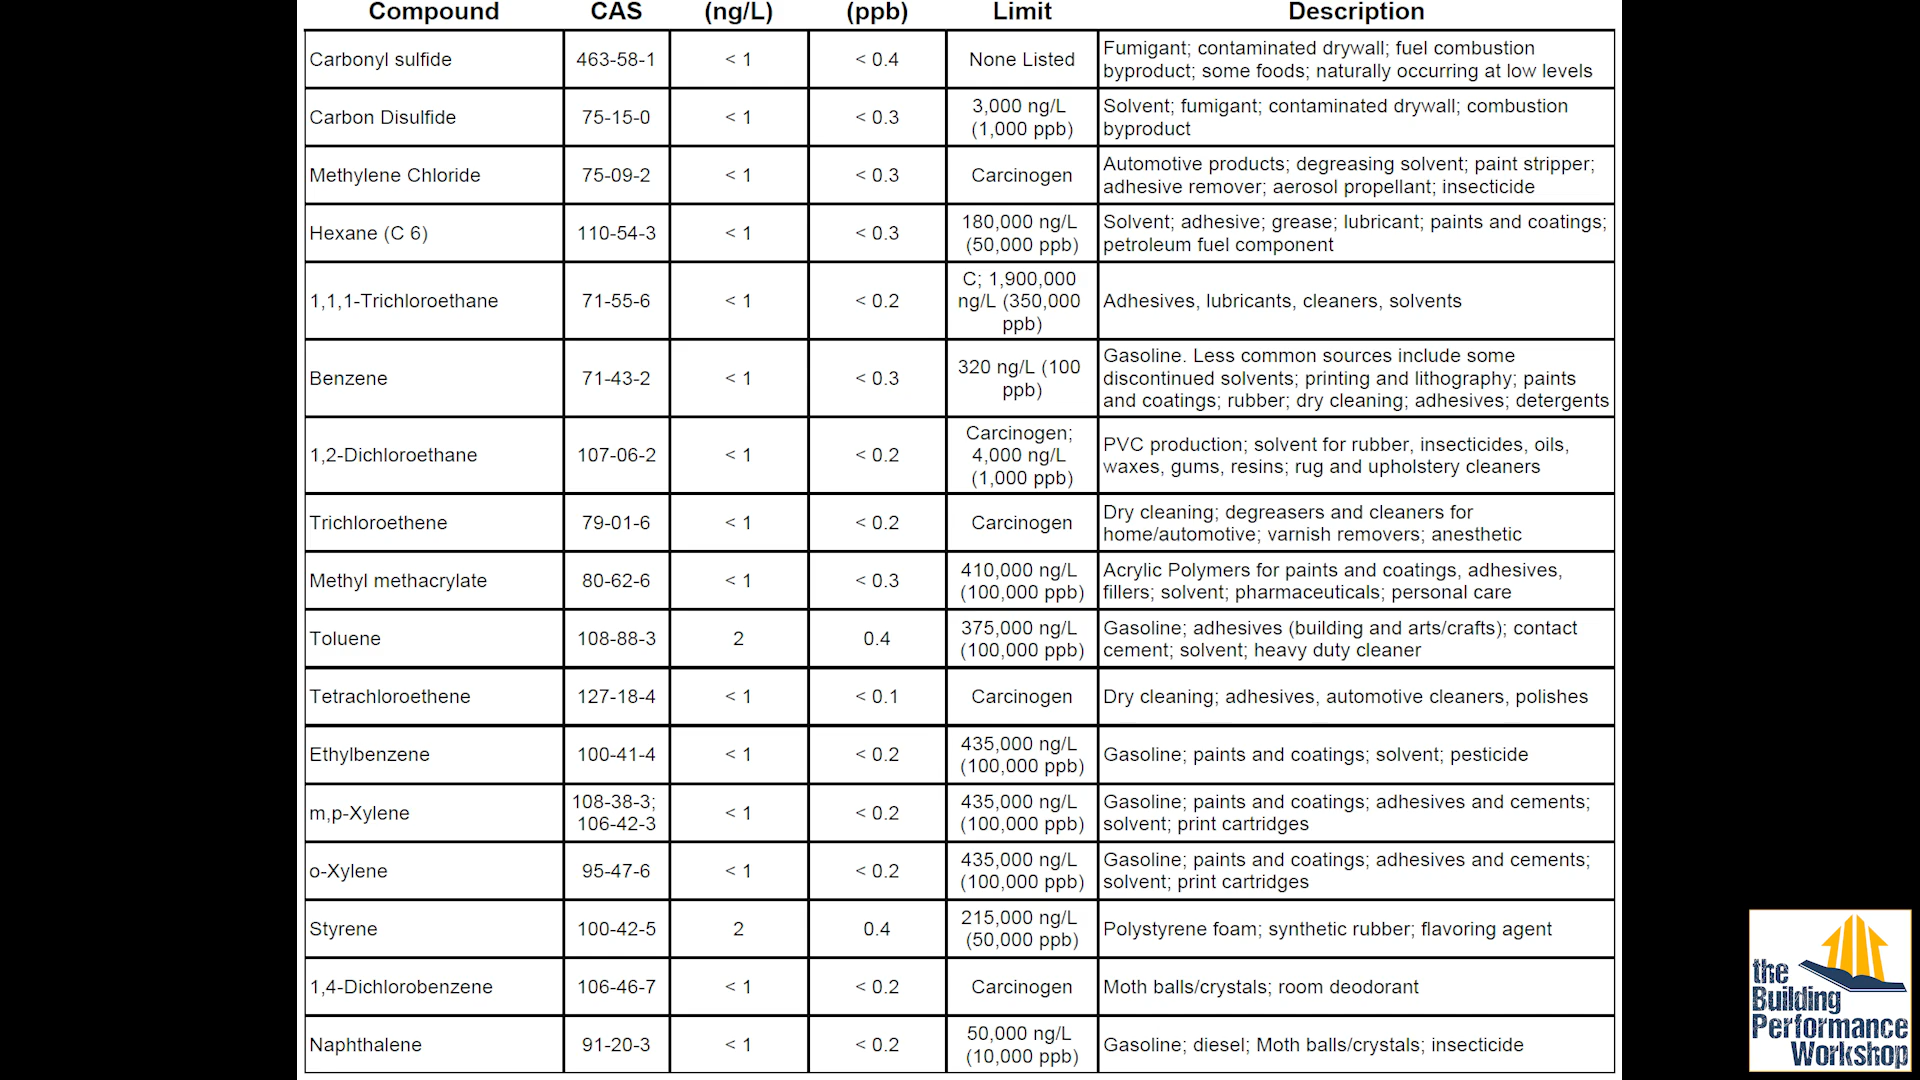 Compound CAS (ng/L) (ppb) Limit Description
Carbonyl sulfide 463-58-1 < 1 < 0.4 None Listed Fumigant; contaminated drywall; fuel combustion
byproduct; some foods; naturally occurring at low levels
Carbon Disulfide 75-15-0 < 1 < 0.3 3,000 ng/L
(1,000 ppb) Solvent; fumigant; contaminated drywall; combustion
byproduct
Methylene Chloride 75-09-2 < 1 < 0.3 Carcinogen Automotive products; degreasing solvent; paint stripper;
adhesive remover; aerosol propellant; insecticide
Hexane (C 6) 110-54-3 < 1 < 0.3 180,000 ng/L
(50,000 ppb) Solvent; adhesive; grease; lubricant; paints and coatings;
petroleum fuel component
1,1,1-Trichloroethane 71-55-6 < 1 < 0.2 C; 1,900,000
ng/L (350,000
ppb) Adhesives, lubricants, cleaners, solvents
Benzene 71-43-2 < 1 < 0.3 320 ng/L (100
ppb) Gasoline. Less common sources include some
discontinued solvents; printing and lithography; paints
and coatings; rubber; dry cleaning; adhesives; detergents
1,2-Dichloroethane 107-06-2 < 1 < 0.2 Carcinogen;
4,000 ng/L
(1,000 ppb) PVC production; solvent for rubber, insecticides, oils,
waxes, gums, resins; rug and upholstery cleaners
Trichloroethene 79-01-6 < 1 < 0.2 Carcinogen Dry cleaning; degreasers and cleaners for
home/automotive; varnish removers; anesthetic
Methyl methacrylate 80-62-6 < 1 < 0.3 410,000 ng/L
(100,000 ppb) Acrylic Polymers for paints and coatings, adhesives,
fillers; solvent; pharmaceuticals; personal care
Toluene 108-88-3 2 0.4 375,000 ng/L
(100,000 ppb) Gasoline; adhesives (building and arts/crafts); contact
cement; solvent; heavy duty cleaner
Tetrachloroethene 127-18-4 < 1 < 0.1 Carcinogen Dry cleaning; adhesives, automotive cleaners, polishes
Ethylbenzene 100-41-4 < 1 < 0.2 435,000 ng/L
(100,000 ppb) Gasoline; paints and coatings; solvent; pesticide
m,p-Xylene 108-38-3;
106-42-3 < 1 < 0.2 435,000 ng/L
(100,000 ppb) Gasoline; paints and coatings; adhesives and cements;
solvent; print cartridges
o-Xylene 95-47-6 < 1 < 0.2 435,000 ng/L
(100,000 ppb) Gasoline; paints and coatings; adhesives and cements;
solvent; print cartridges
Styrene 100-42-5 2 0.4 215,000 ng/L
(50,000 ppb) Polystyrene foam; synthetic rubber; flavoring agent
1,4-Dichlorobenzene 106-46-7 < 1 < 0.2 Carcinogen Moth balls/crystals; room deodorant
Naphthalene 91-20-3 < 1 < 0.2 50,000 ng/L
(10,000 ppb) Gasoline; diesel; Moth balls/crystals; insecticide
the
Building
Performance
Workshop